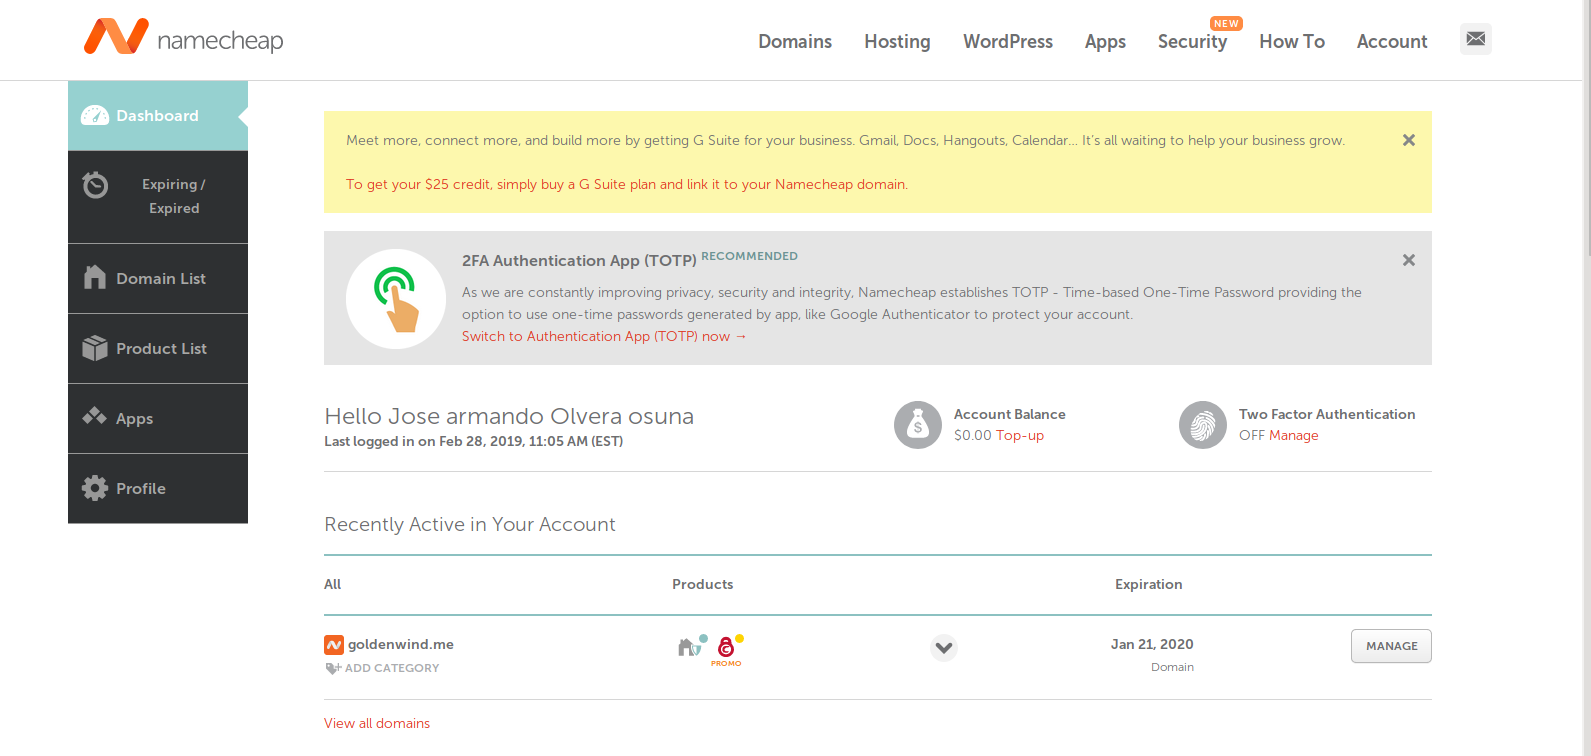 namecheap
Domains
Hosting
WordPress
Apps
Security
NEW
How To
Account
Dashboard
Expiring /
Expired
Domain List
Product List
Apps
Profile
Meet more, connect more, and build more by getting G Suite for your business. Gmail, Docs, Hangouts, Calendar... It's all waiting to help your business grow.
To get your $25 credit, simply buy a G Suite plan and link it to your Namecheap domain.
2FA Authentication App (TOTP) RECOMMENDED
As we are constantly improving privacy, security and integrity, Namecheap establishes TOTP - Time-based One-Time Password providing the
option to use one-time passwords generated by app, like Google Authenticator to protect your account.
Switch to Authentication App (TOTP) now →
Hello Jose armando Olvera osuna
Last logged in on Feb 28, 2019, 11:05 AM (EST)
Account Balance
$0.00 Top-up
Two Factor Authentication
OFF Manage
Recently Active in Your Account
All
Products
Expiration
goldenwind.me
ADD CATEGORY
PROMO
Jan 21, 2020
Domain
MANAGE
View all domains